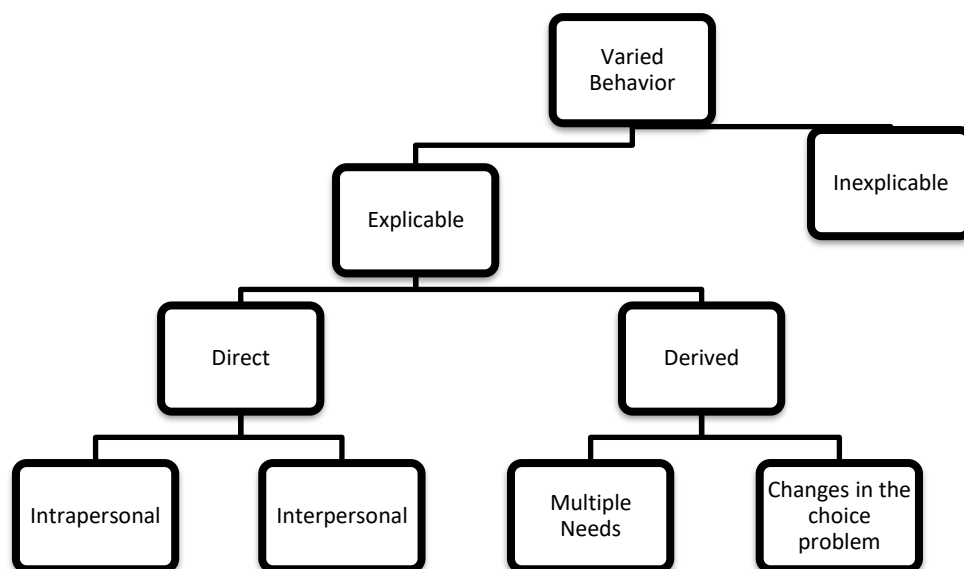 Varied
Behavior
Inexplicable
Explicable
Direct
Derived
Intrapersonal
Interpersonal
Multiple
Needs
Changes in the
choice
problem